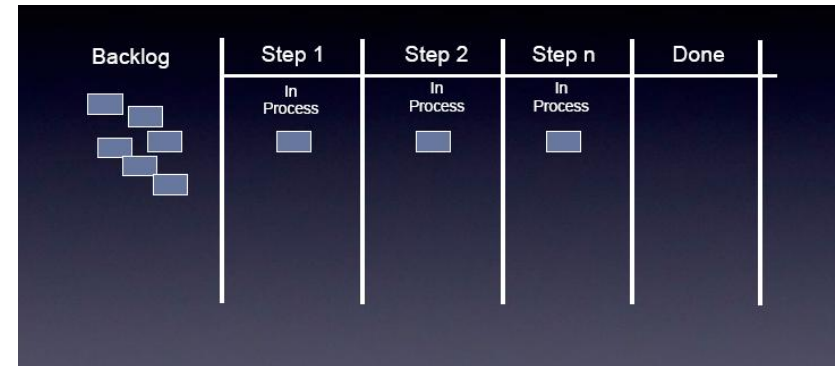 Backlog
Step 1
Step 2
Step n
Done
In
Process
In
Process
In
Process